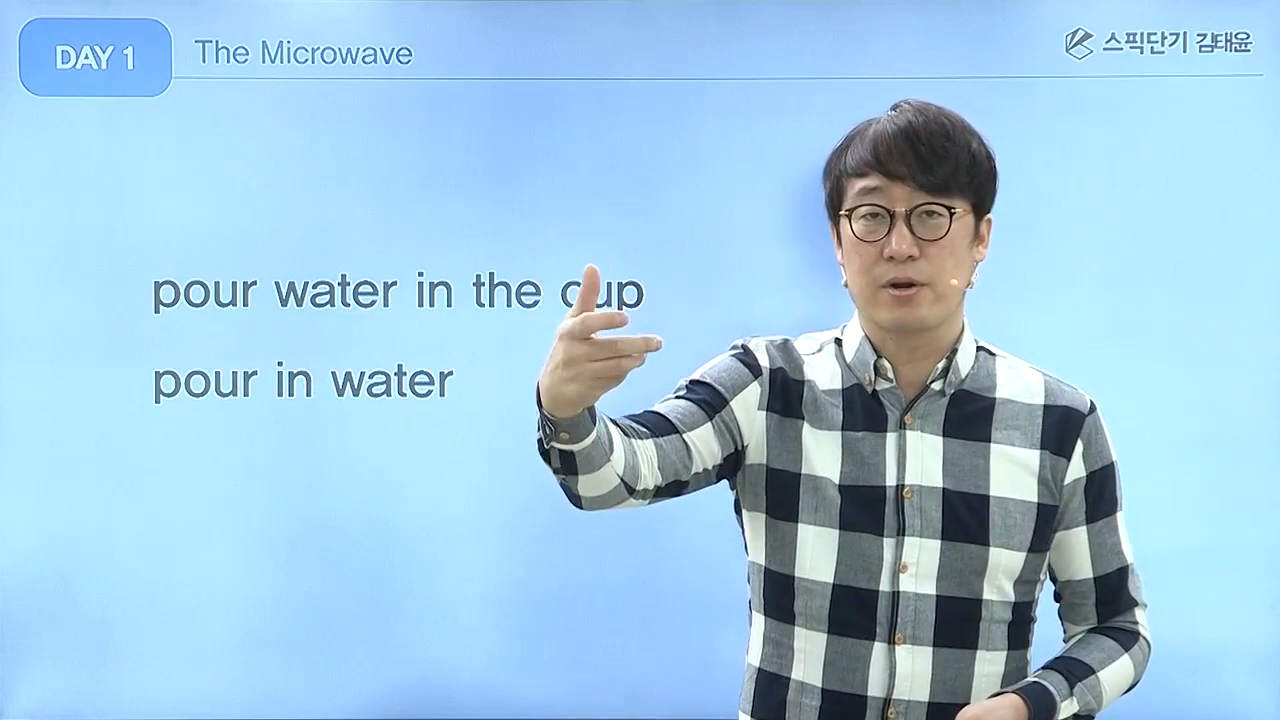 DAY 1
The Microwave
스픽단기 김태윤
pour water in the cup
pour in water